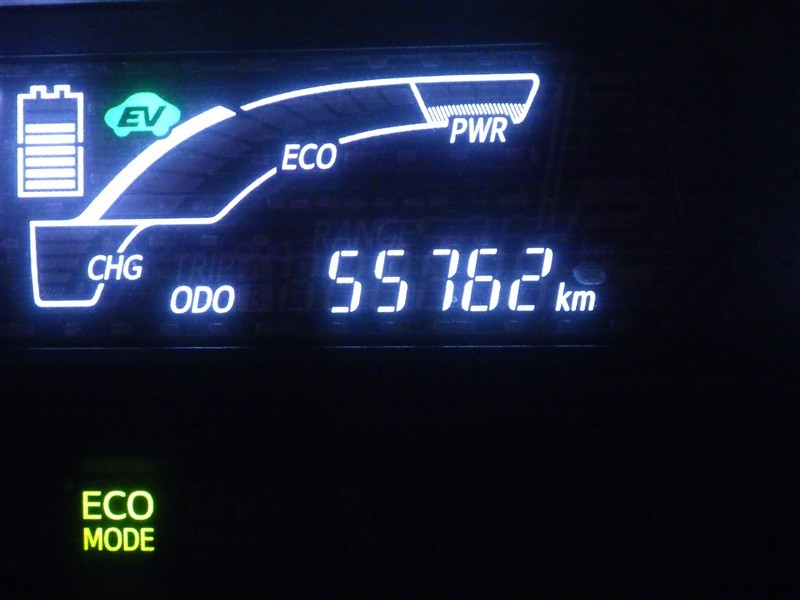 EV
PWR
ECO
CHG
ODO 55762 km
ECO
MODE